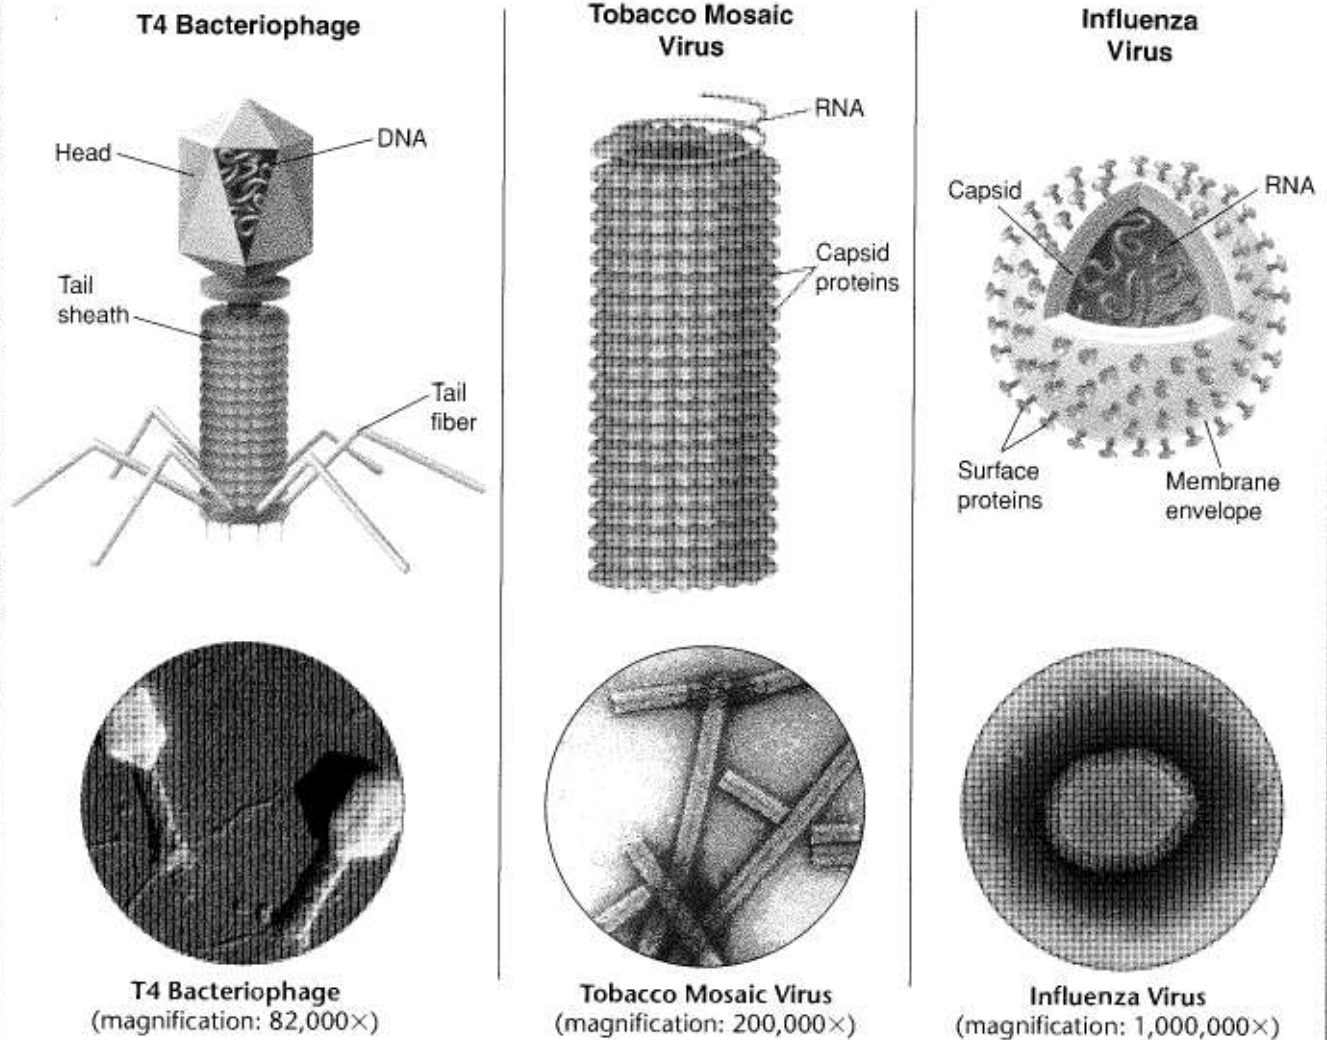 T4 Bacteriophage
Head
DNA
Tail
sheath
Tail
fiber
Tobacco Mosaic
Virus
RNA
Capsid
proteins
Influenza
Virus
Capsid
RNA
Surface
proteins
Membrane
envelope
T4 Bacteriophage
(magnification: 82,000×)
Tobacco Mosaic Virus
(magnification: 200,000×)
Influenza Virus
(magnification: 1,000,000×)